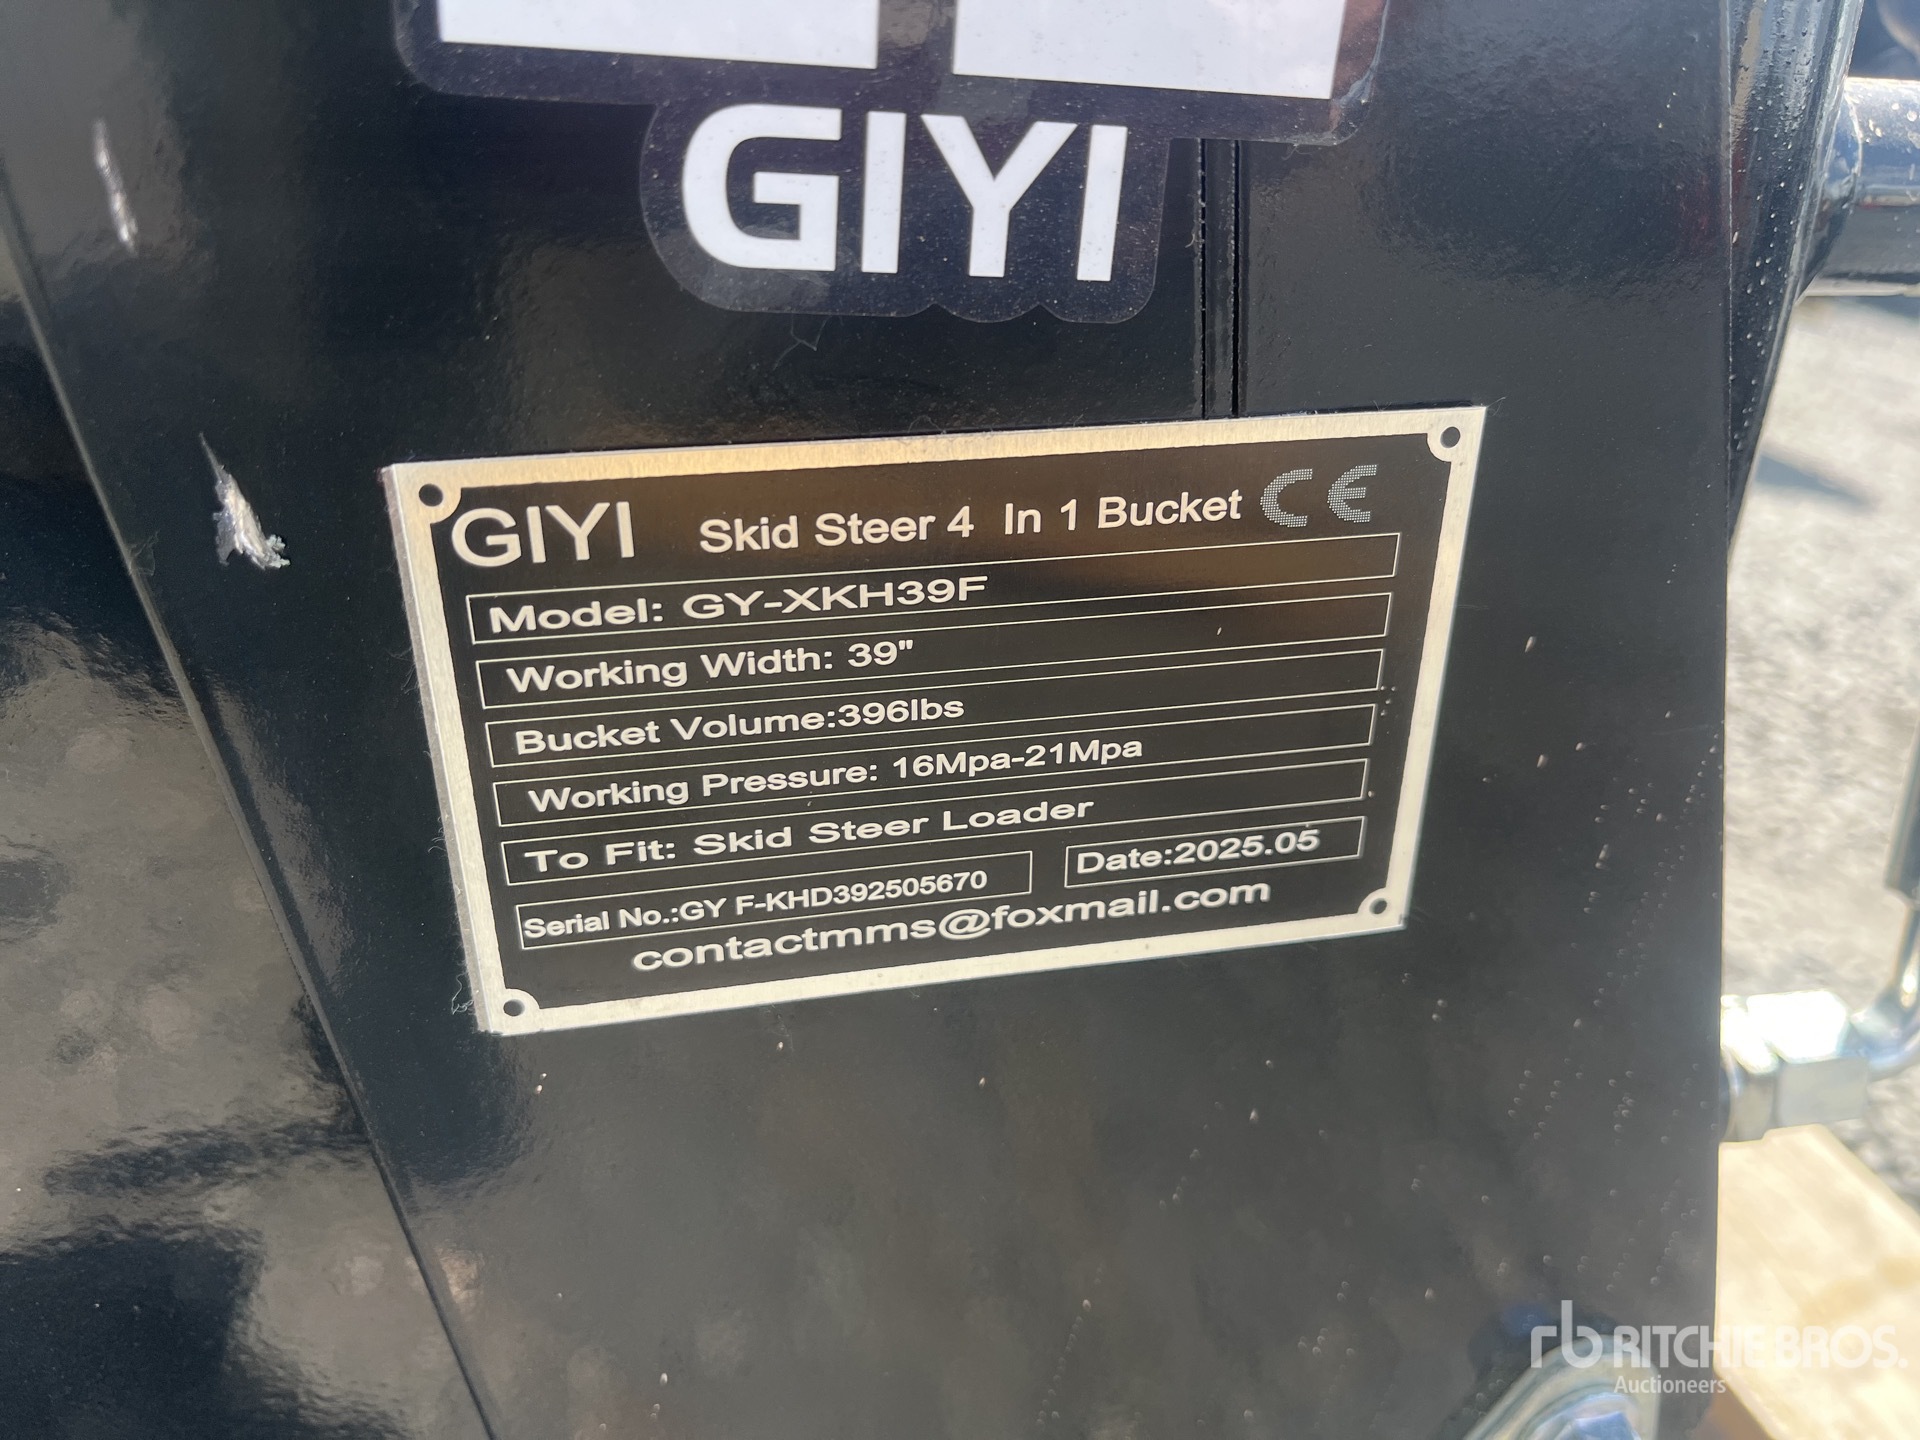 GIYI
GIYI Skid Steer 4 In 1 Bucket CE
Model: GY-XKH39F
Working Width: 39"
Bucket Volume:396lbs
Working Pressure: 16Mpa-21Mpa
To Fit: Skid Steer Loader
Serial No.:GY F-KHD392505670 Date:2025.05
contactmms@foxmail.com
rb RITCHIE BROS.
Auctioneers